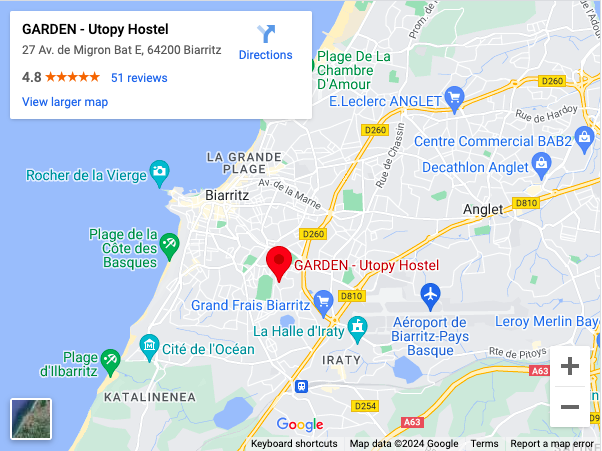 GARDEN - Utopy Hostel
27 Av. de Migron Bat E, 64200 Biarritz
Directions
4.8
51 reviews
View larger map
Plage De La
Chambre
D'Amour
E.Leclerc ANGLET
D260
Rue de Hardoy
D260
Rue de Chassin
Centre Commercial BAB2
LA GRANDE
PLAGE
Decathlon Anglet
Rocher de la Vierge
Av. de la Marne
Biarritz
Anglet
D810
Plage de la
Côte des
Basques
D260
GARDEN - Utopy Hostel
D810
Grand Frais Biarritz
Aéroport de
Biarritz-Pays
Basque
Leroy Merlin Bay
La Halle d'Iraty
Cité de l'Océan
IRATY
Rte de Pitoys
Plage
d'Ilbarritz
A63
KATALINENEA
D254
A63
Google
Keyboard shortcuts
Map data ©2024 Google
Terms
Report a map error